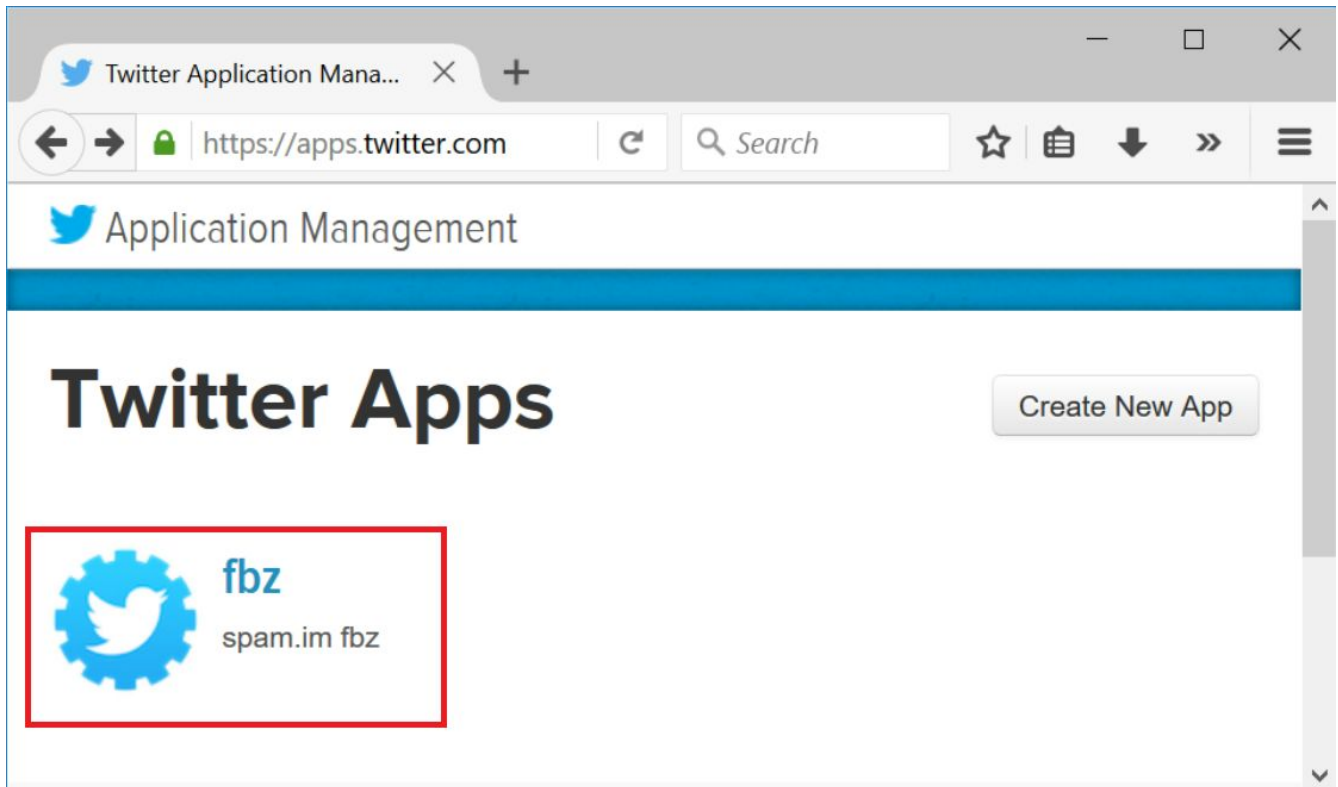 Twitter Application Mana...
https://apps.twitter.com
Search
Application Management
Twitter Apps
Create New App
fbz
spam.im fbz